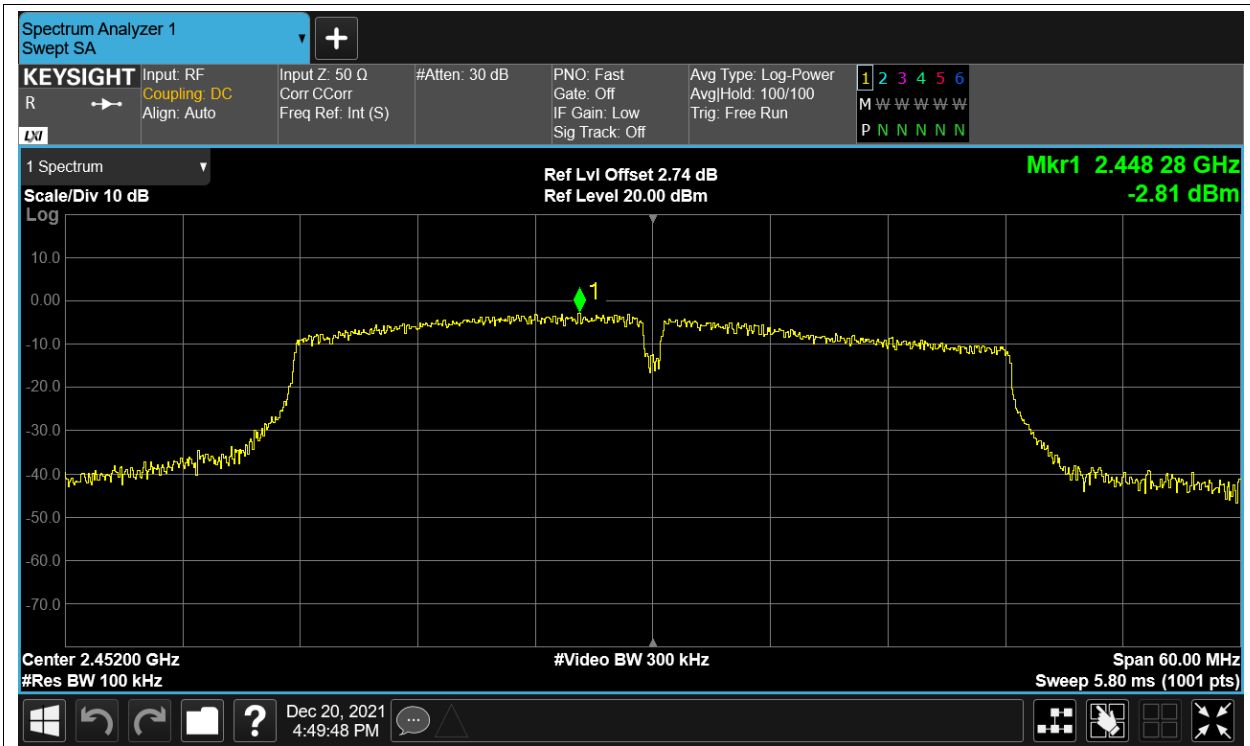 Spectrum Analyzer 1
Swept SA
+
KEYSIGHT
R
LXI
Input: RF
Coupling: DC
Align: Auto
Input Z: 50 Ω
Corr CCorr
Freq Ref: Int (S)
#Atten: 30 dB
PNO: Fast
Gate: Off
IF Gain: Low
Sig Track: Off
Avg Type: Log-Power
Avg|Hold: 100/100
Trig: Free Run
1 2 3 4 5 6
M W W W W W
P N N N N N
1 Spectrum
Scale/Div 10 dB
Log
Ref Lvl Offset 2.74 dB
Ref Level 20.00 dBm
Mkr1 2.448 28 GHz
-2.81 dBm
10.0
0.00
-10.0
-20.0
-30.0
-40.0
-50.0
-60.0
-70.0
1
Center 2.45200 GHz
#Res BW 100 kHz
#Video BW 300 kHz
Span 60.00 MHz
Sweep 5.80 ms (1001 pts)
?
Dec 20, 2021
4:49:48 PM